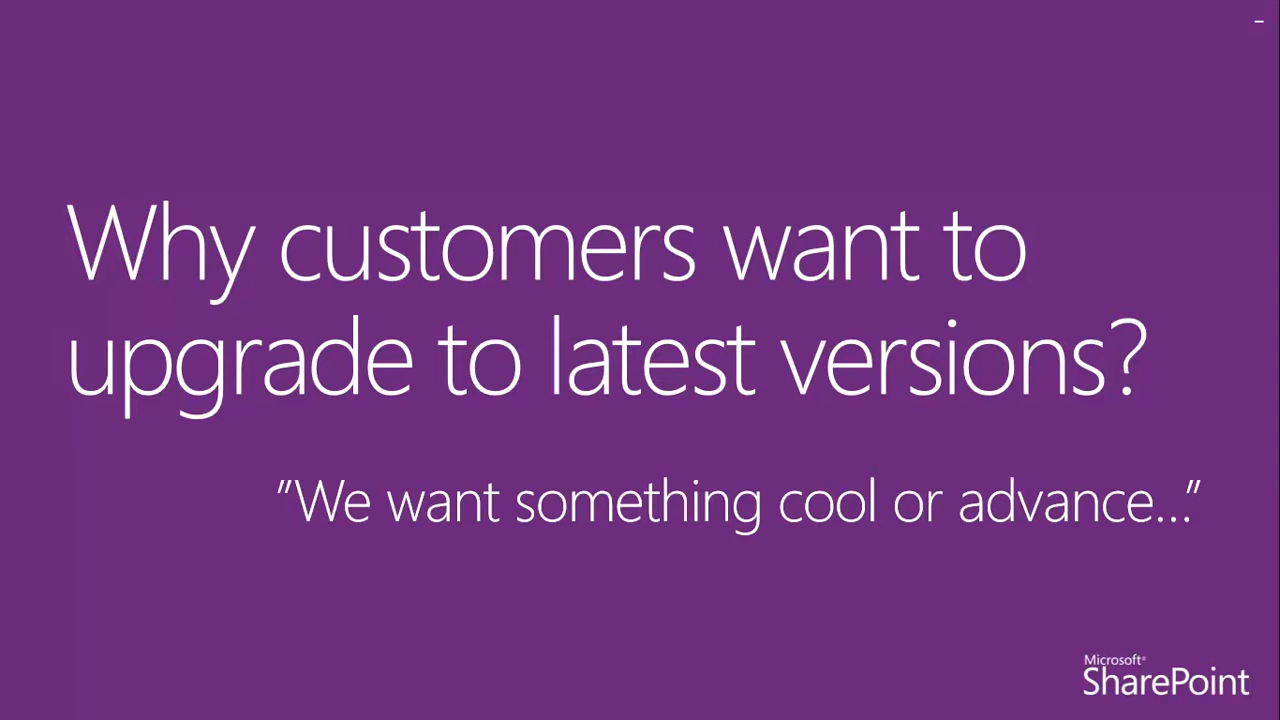 Why customers want to
upgrade to latest versions?
"We want something cool or advance..."
Microsoft®
SharePoint